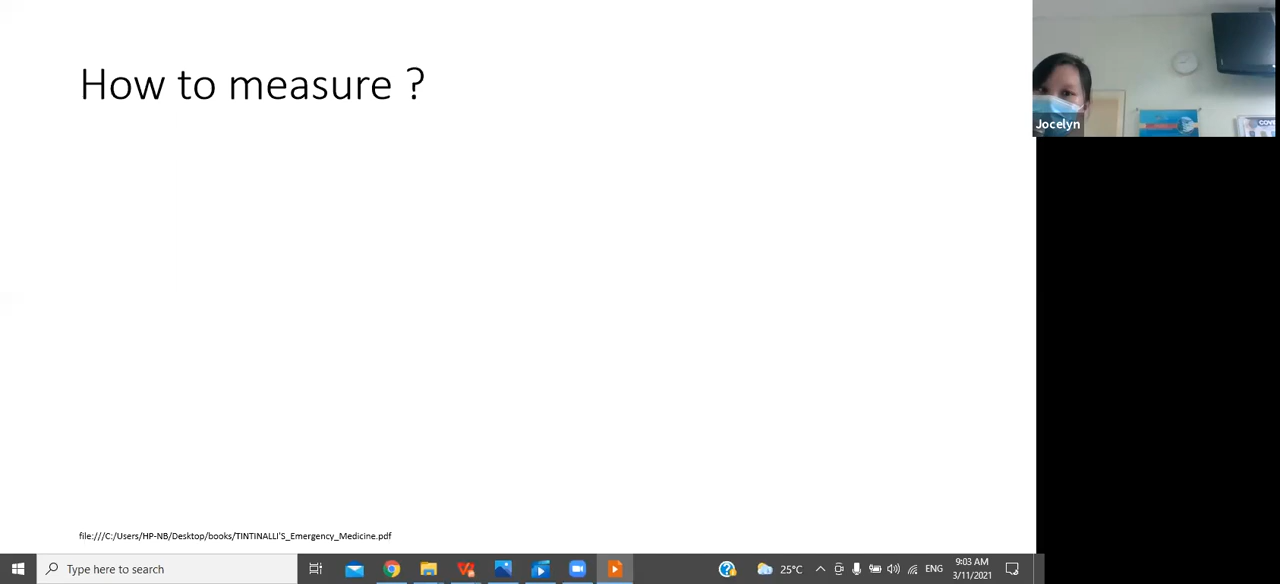 How to measure ?
Jocelyn
COV
file:///C:/Users/HP-NB/Desktop/books/TINTINALLI'S_Emergency_Medicine.pdf
Type here to search
25°C
ENG
9:03 AM
3/11/2021